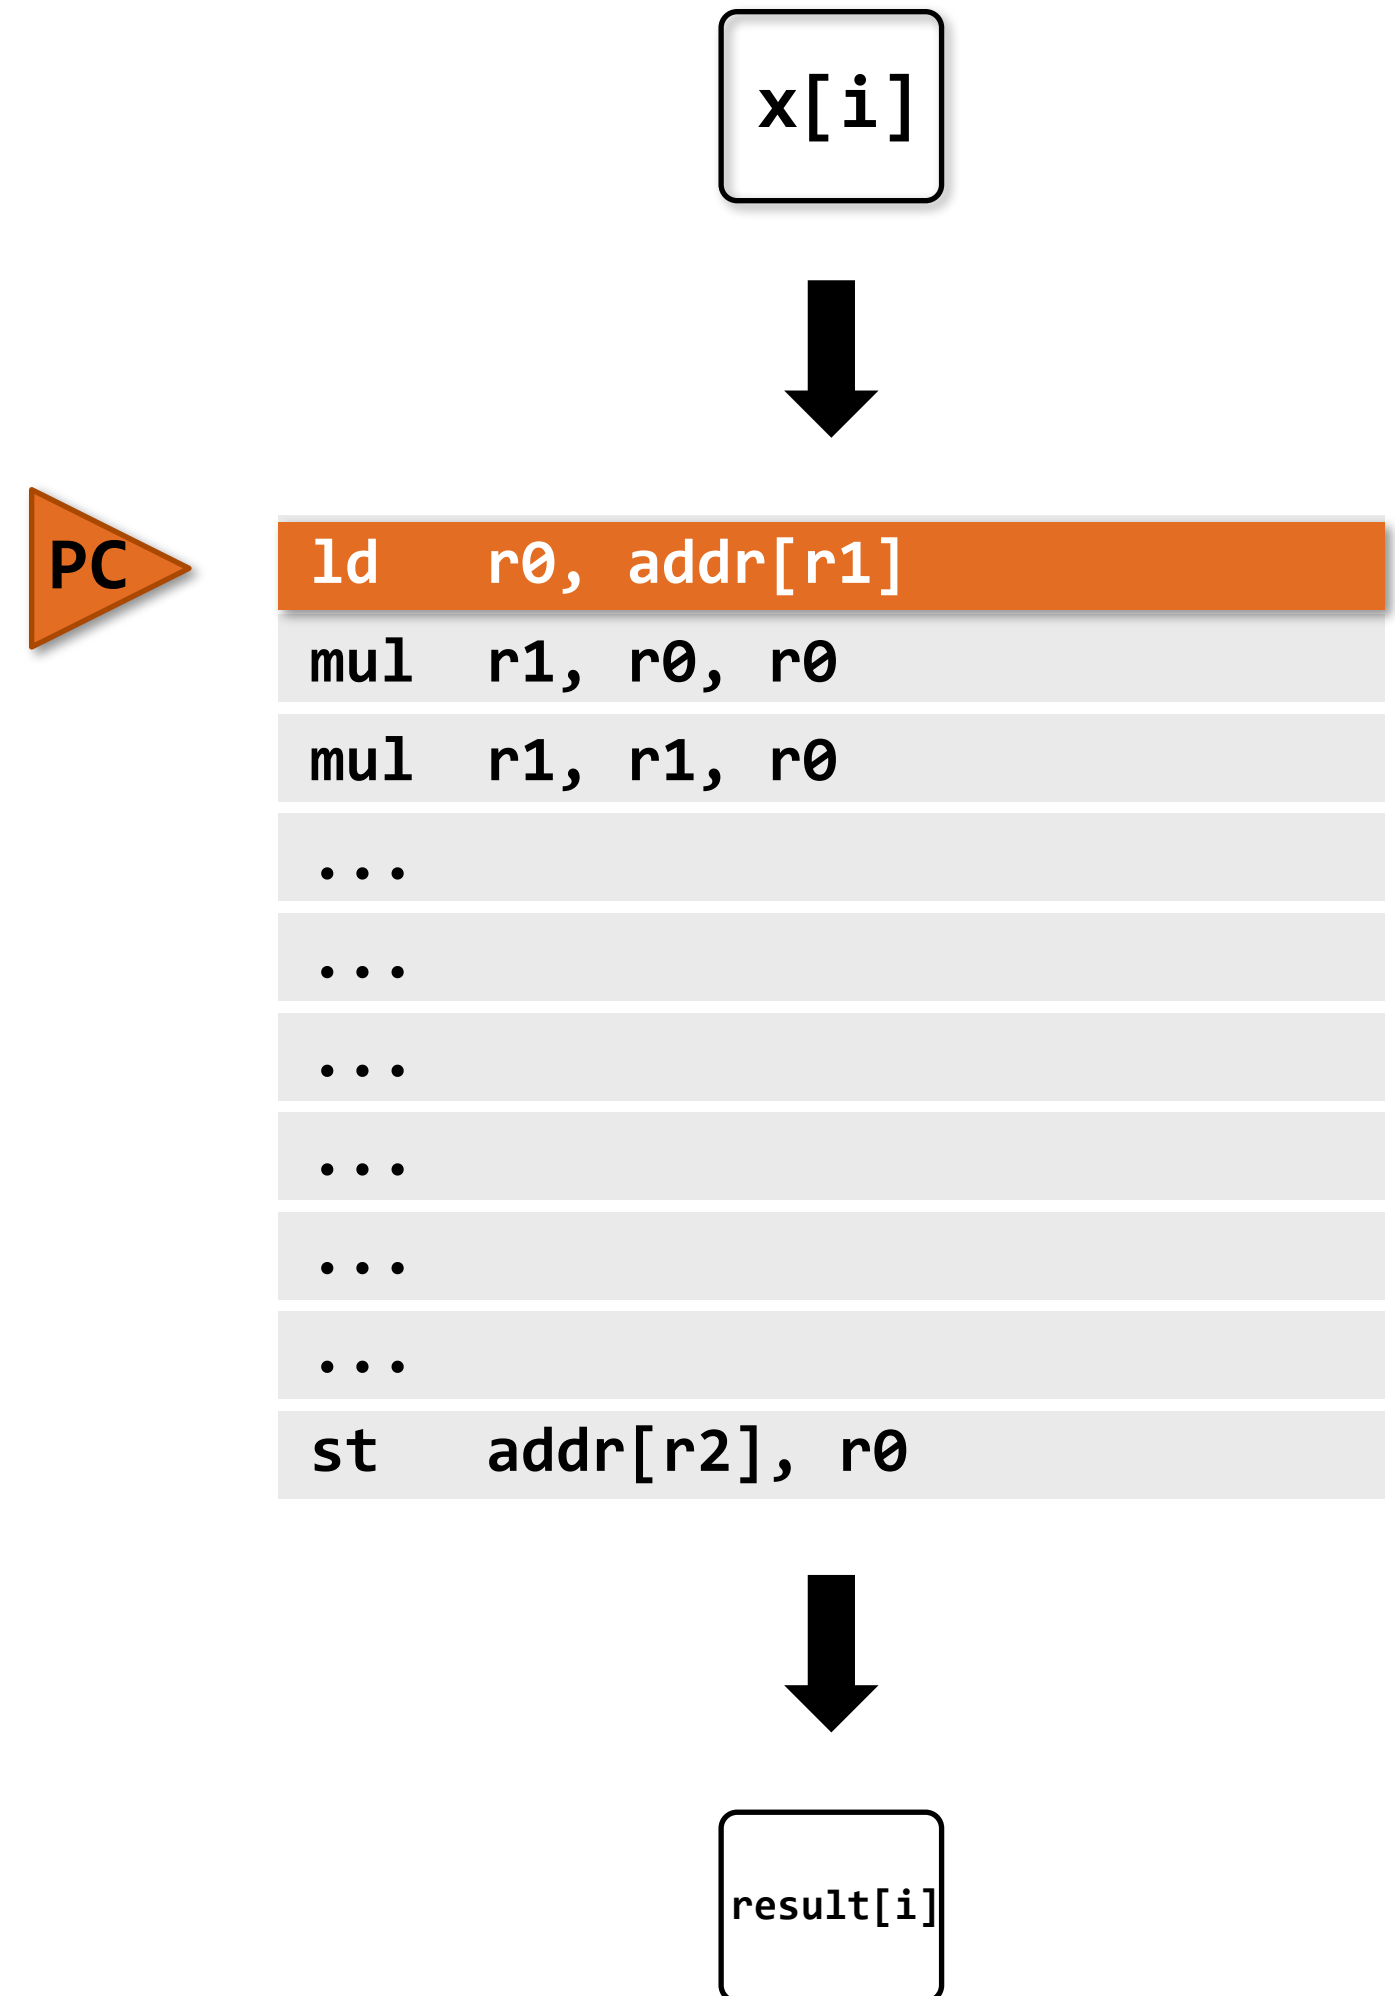 x[i]
PC
ld r0, addr[r1]
mul r1, r0, r0
mul r1, r1, r0
...
...
...
...
...
...
st addr[r2], r0
result[i]